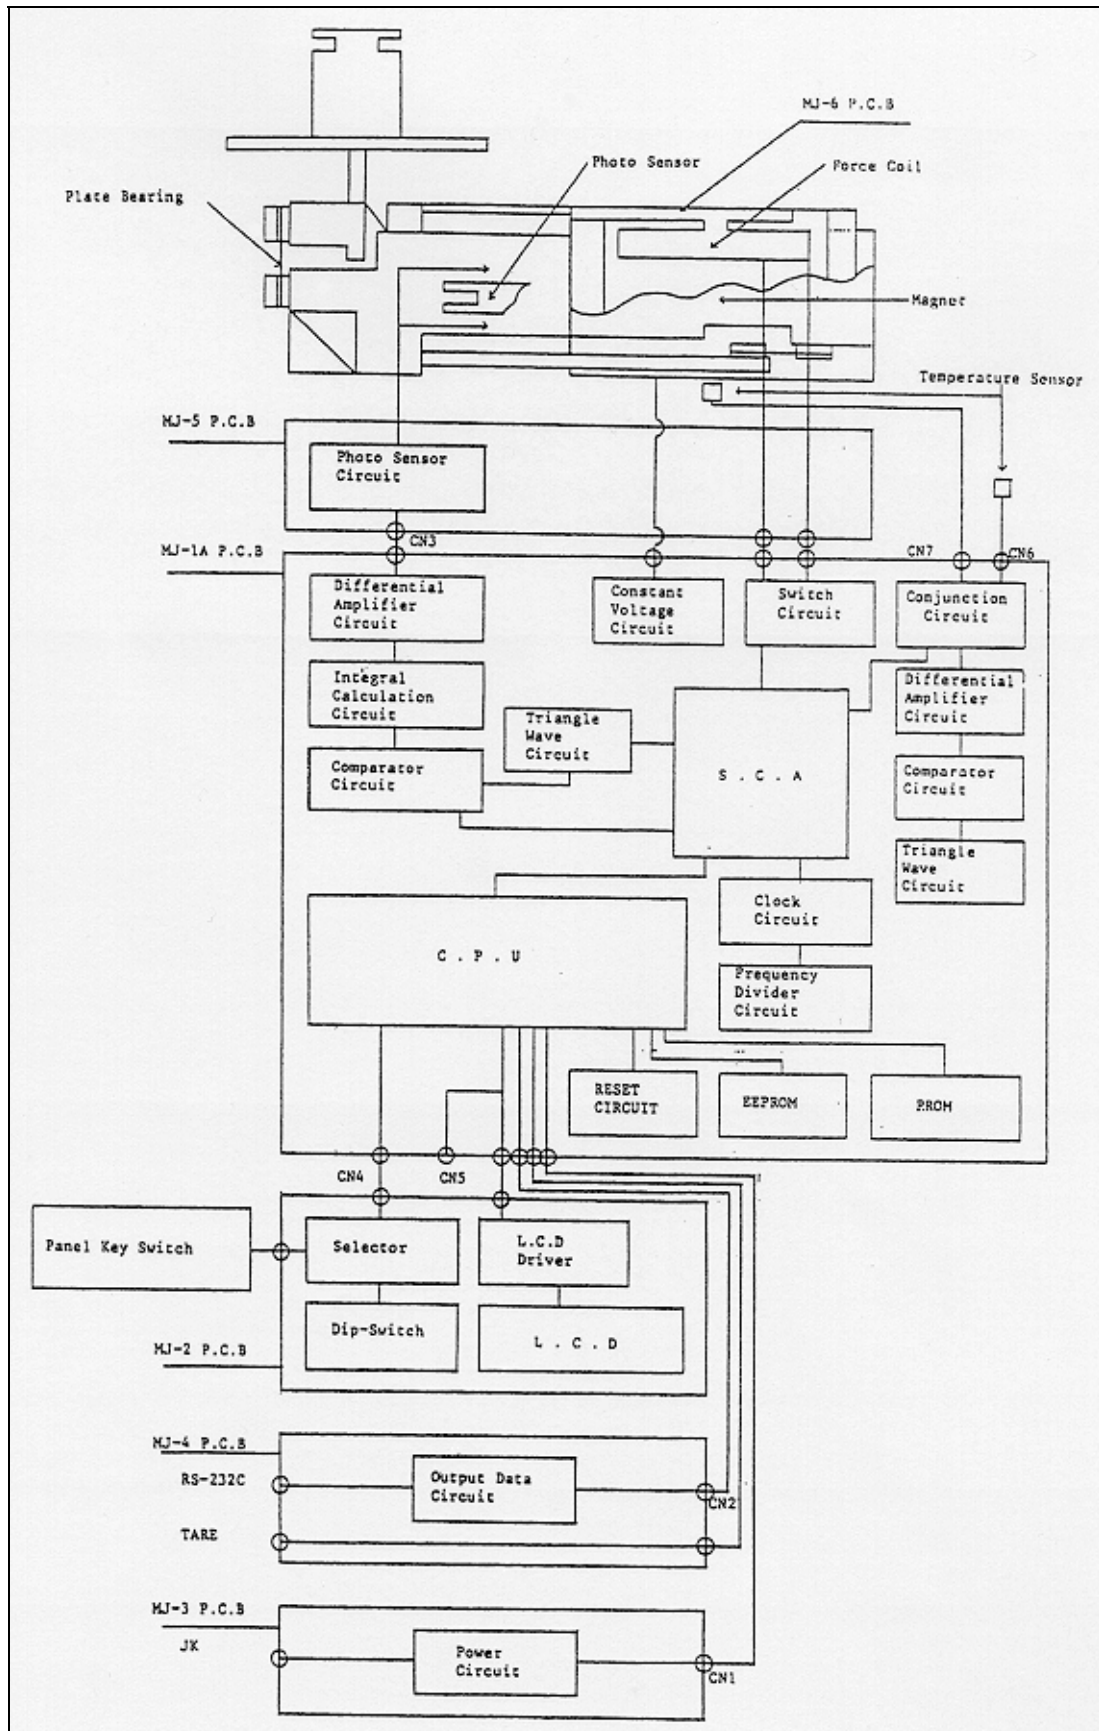 MJ-6 P.C.B
Photo Sensor
Force Coil
Plate Bearing
Magnet
Temperature Sensor
MJ-5 P.C.B
Photo Sensor
Circuit
CN3
MJ-1A P.C.B
CN7
CN6
Differential
Amplifier
Circuit
Constant
Voltage
Circuit
Switch
Circuit
Conjunction
Circuit
Integral
Calculation
Circuit
Differential
Amplifier
Circuit
Triangle
Wave
Circuit
Comparator
Circuit
S . C . A
Comparator
Circuit
Triangle
Wave
Circuit
Clock
Circuit
C . P . U
Frequency
Divider
Circuit
RESET
CIRCUIT
EEPROM
PROM
CN4
CN5
Panel Key Switch
Selector
L.C.D
Driver
Dip-Switch
L . C . D
MJ-2 P.C.B
MJ-4 P.C.B
RS-232C
Output Data
Circuit
CN2
TARE
MJ-3 P.C.B
JK
Power
Circuit
CN1